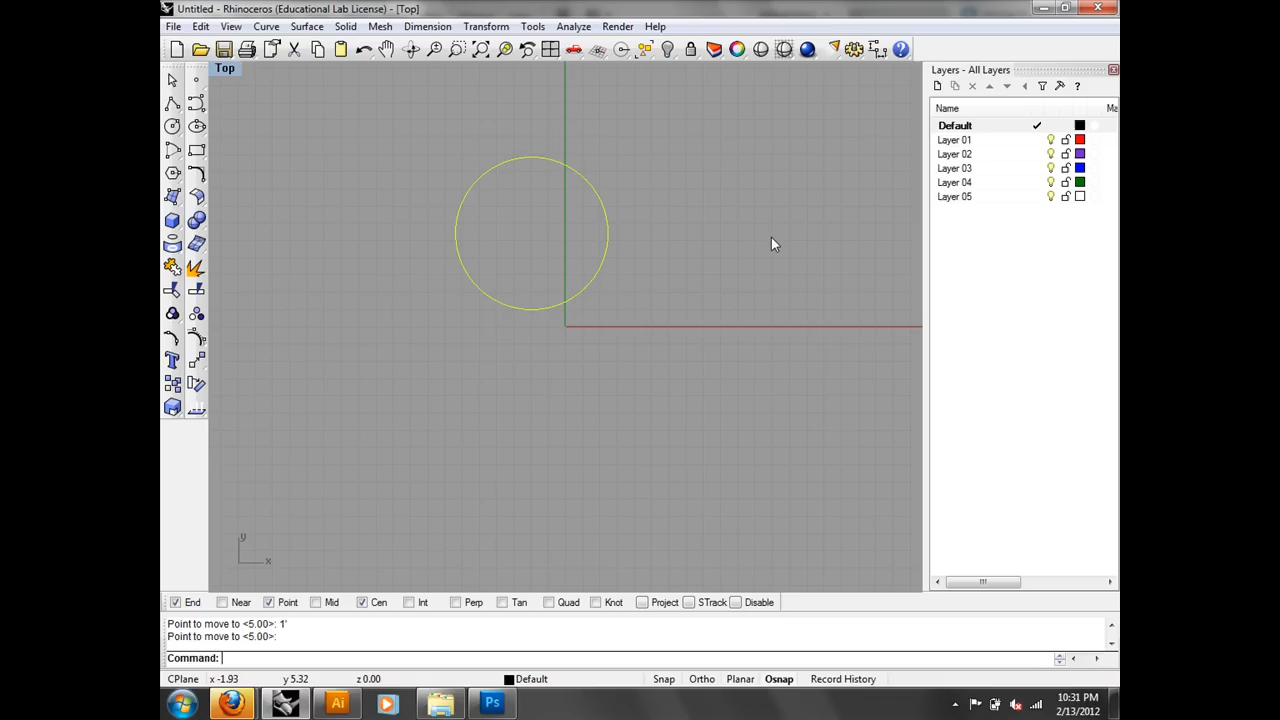 Untitled - Rhinoceros (Educational Lab License) - [Top]
File Edit View Curve Surface Solid Mesh Dimension Transform Tools Analyze Render Help
Top
Layers - All Layers
Name Ma
Default
Layer 01
Layer 02
Layer 03
Layer 04
Layer 05
y
x
End Near Point Mid Cen Int Perp Tan Quad Knot Project STrack Disable
Point to move to <5.00>: 1'
Point to move to <5.00>:
Command:
CPlane x -1.93 y 5.32 z 0.00 Default Snap Ortho Planar Osnap Record History
Ai Ps
10:31 PM
2/13/2012